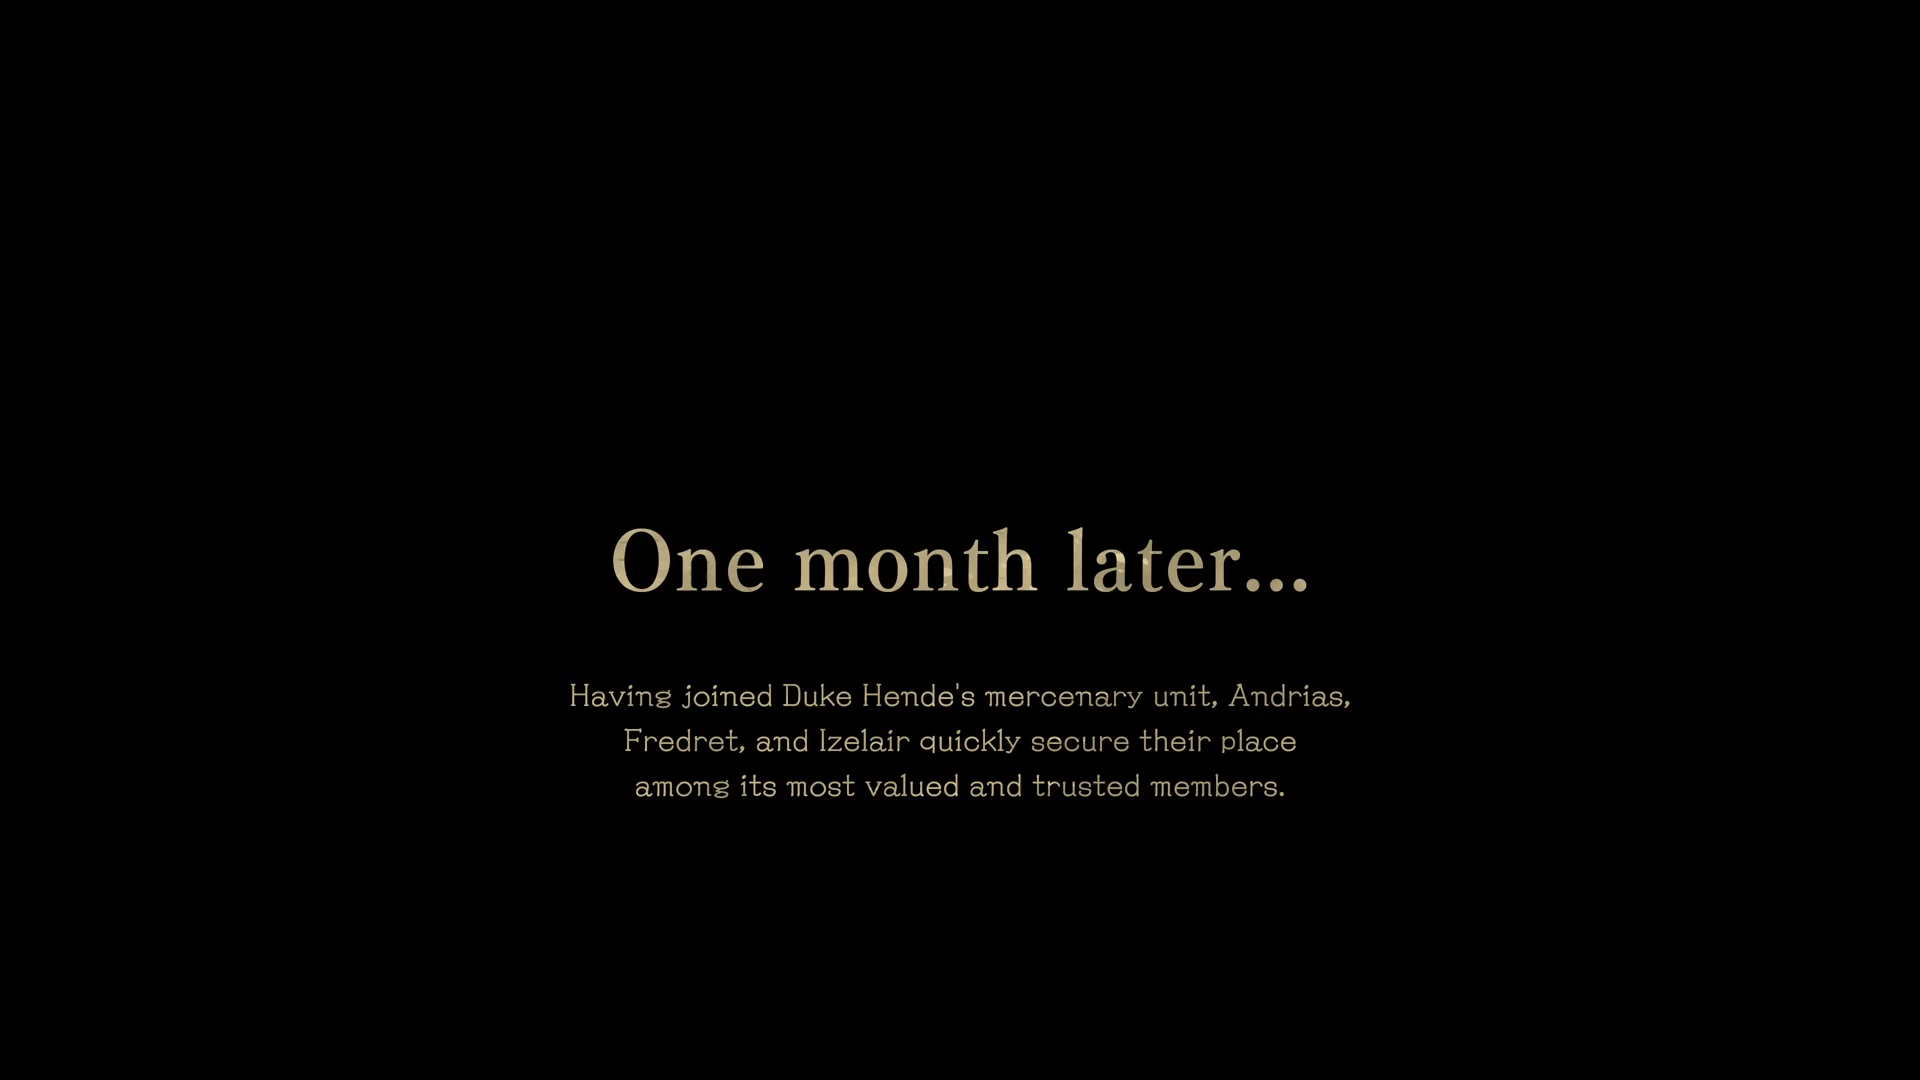 One month later...
Having joined Duke Hende's mercenary unit, Andrias,
Fredret, and Izelair quickly secure their place
among its most valued and trusted members.